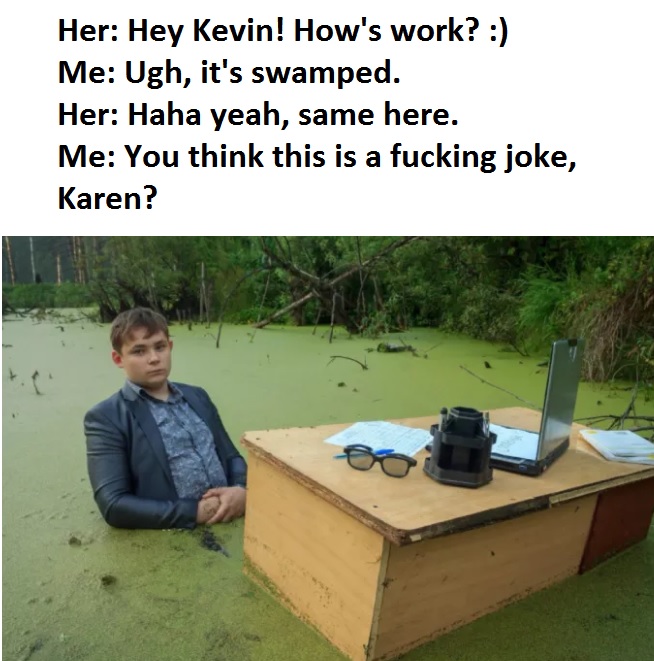 Her: Hey Kevin! How's work? :)
Me: Ugh, it's swamped.
Her: Haha yeah, same here.
Me: You think this is a fucking joke,
Karen?